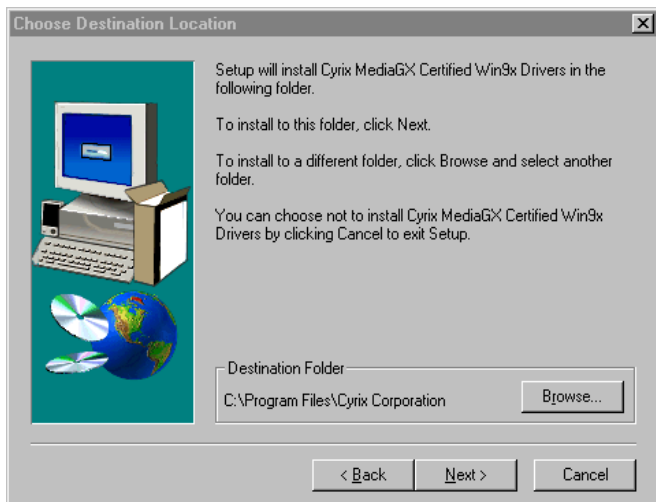 Choose Destination Location
Setup will install Cyrix MediaGX Certified Win9x Drivers in the
following folder.
To install to this folder, click Next.
To install to a different folder, click Browse and select another
folder.
You can choose not to install Cyrix MediaGX Certified Win9x
Drivers by clicking Cancel to exit Setup.
Destination Folder
C:\Program Files\Cyrix Corporation
Browse...
< Back
Next >
Cancel